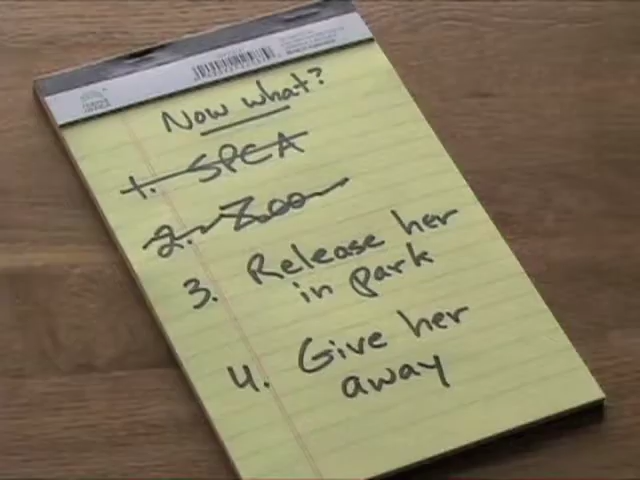 Now what?
1. SPCA
2. Zoo
3. Release her
in park
4. Give her
away